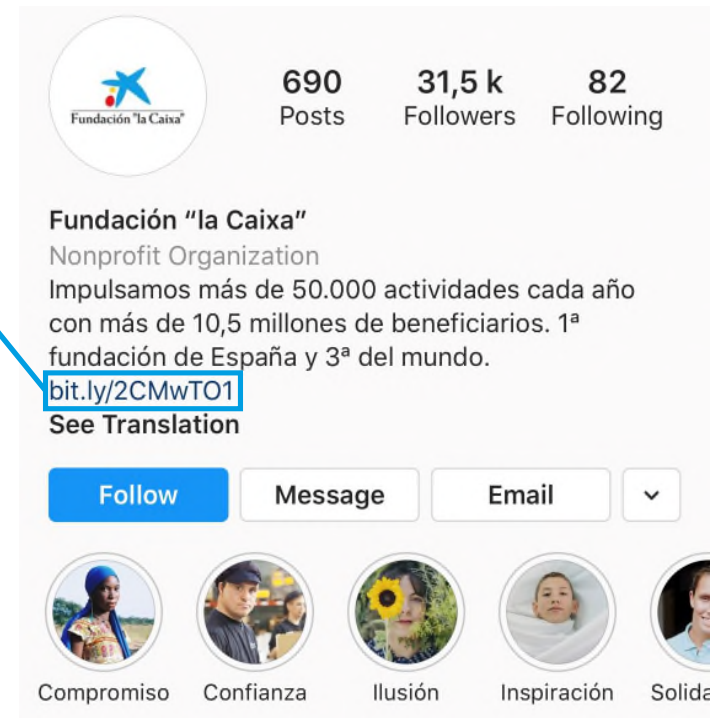 Fundación "la Caixa"
690 31,5 k 82
Posts Followers Following
Fundación “la Caixa”
Nonprofit Organization
Impulsamos más de 50.000 actividades cada año
con más de 10,5 millones de beneficiarios. 1ª
fundación de España y 3ª del mundo.
bit.ly/2CMwTO1
See Translation
Follow Message Email
Compromiso Confianza Ilusión Inspiración Solida